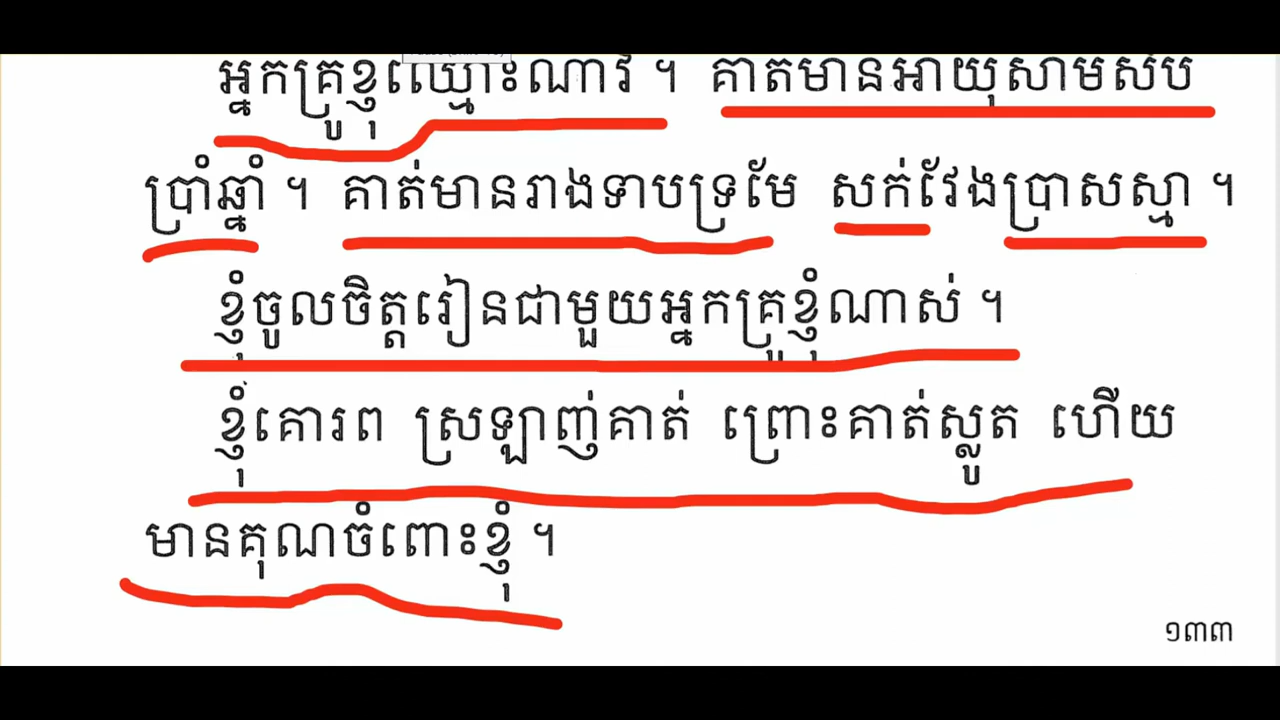 អ្នកគ្រូខ្ញុំឈ្មោះណាវី ។ គាត់មានអាយុសាមសិប
ប្រាំឆ្នាំ ។ គាត់មានរាងទាបទ្រមែ សក់វែងប្រាសស្មា ។
ខ្ញុំចូលចិត្តរៀនជាមួយអ្នកគ្រូខ្ញុំណាស់ ។
ខ្ញុំគោរព ស្រឡាញ់គាត់ ព្រោះគាត់ស្លូត ហើយ
មានគុណចំពោះខ្ញុំ ។
១៣៣